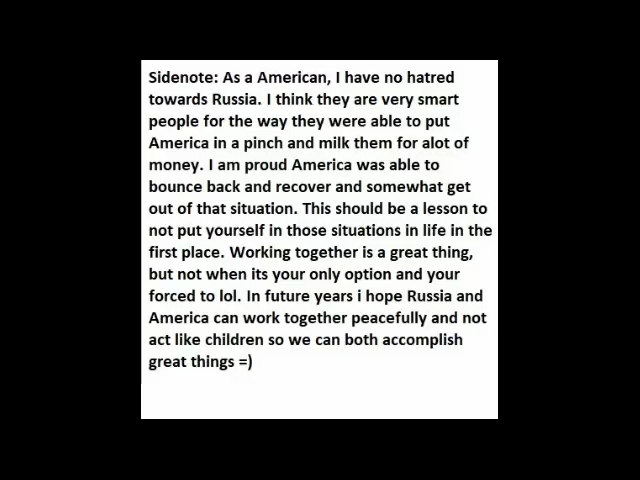 Sidenote: As a American, I have no hatred
towards Russia. I think they are very smart
people for the way they were able to put
America in a pinch and milk them for alot of
money. I am proud America was able to
bounce back and recover and somewhat get
out of that situation. This should be a lesson to
not put yourself in those situations in life in the
first place. Working together is a great thing,
but not when its your only option and your
forced to lol. In future years i hope Russia and
America can work together peacefully and not
act like children so we can both accomplish
great things =)